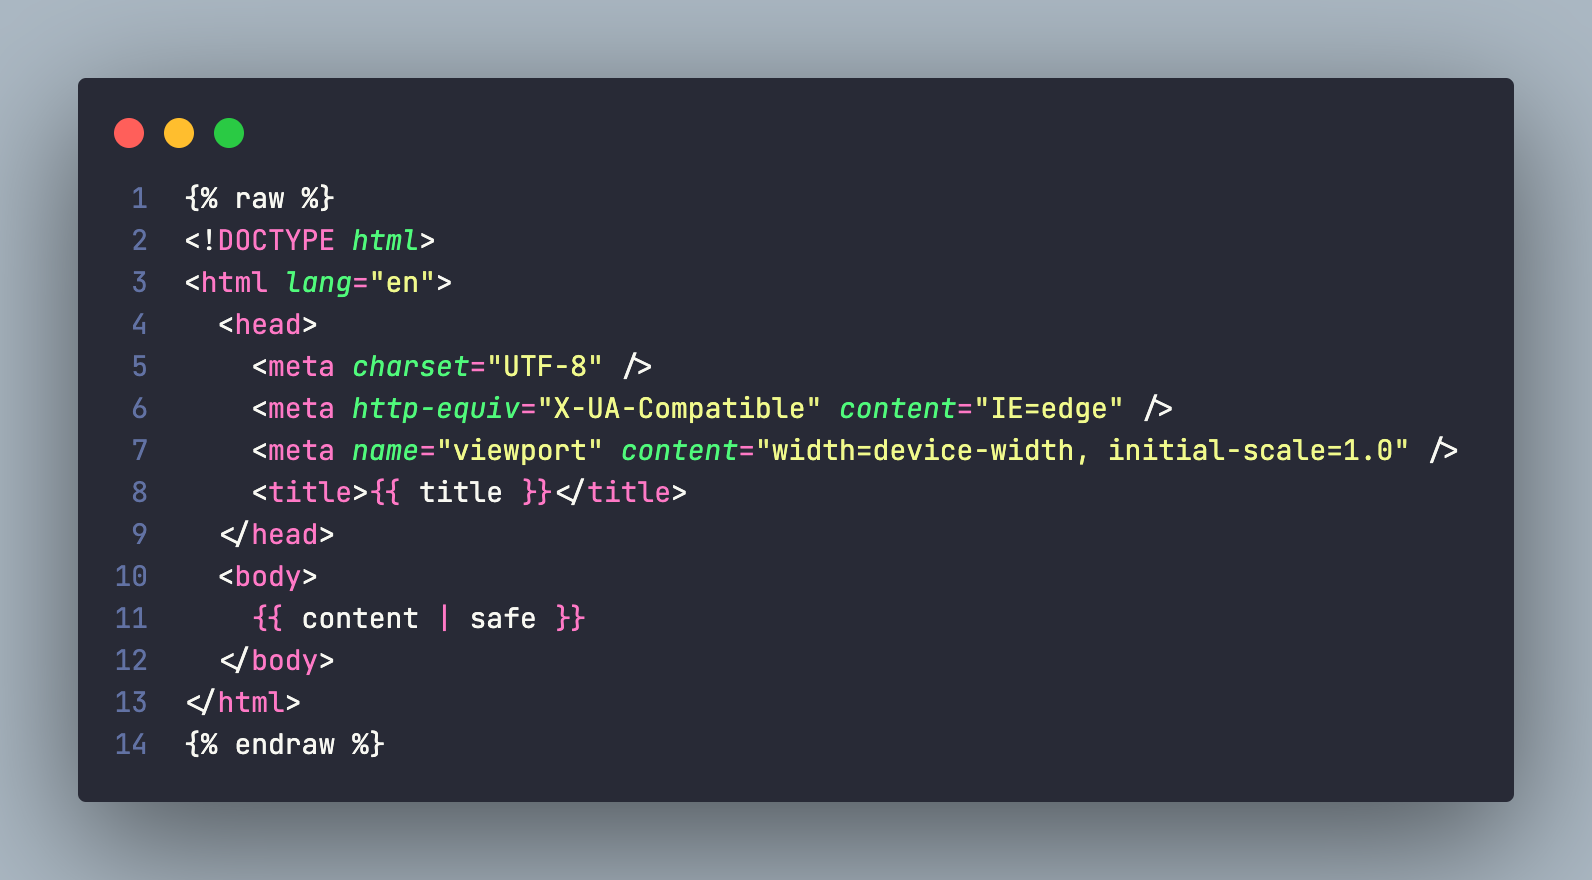 1 {% raw %}
2 <!DOCTYPE html>
3 <html lang="en">
4   <head>
5     <meta charset="UTF-8" />
6     <meta http-equiv="X-UA-Compatible" content="IE=edge" />
7     <meta name="viewport" content="width=device-width, initial-scale=1.0" />
8     <title>{{ title }}</title>
9   </head>
10   <body>
11     {{ content | safe }}
12   </body>
13 </html>
14 {% endraw %}